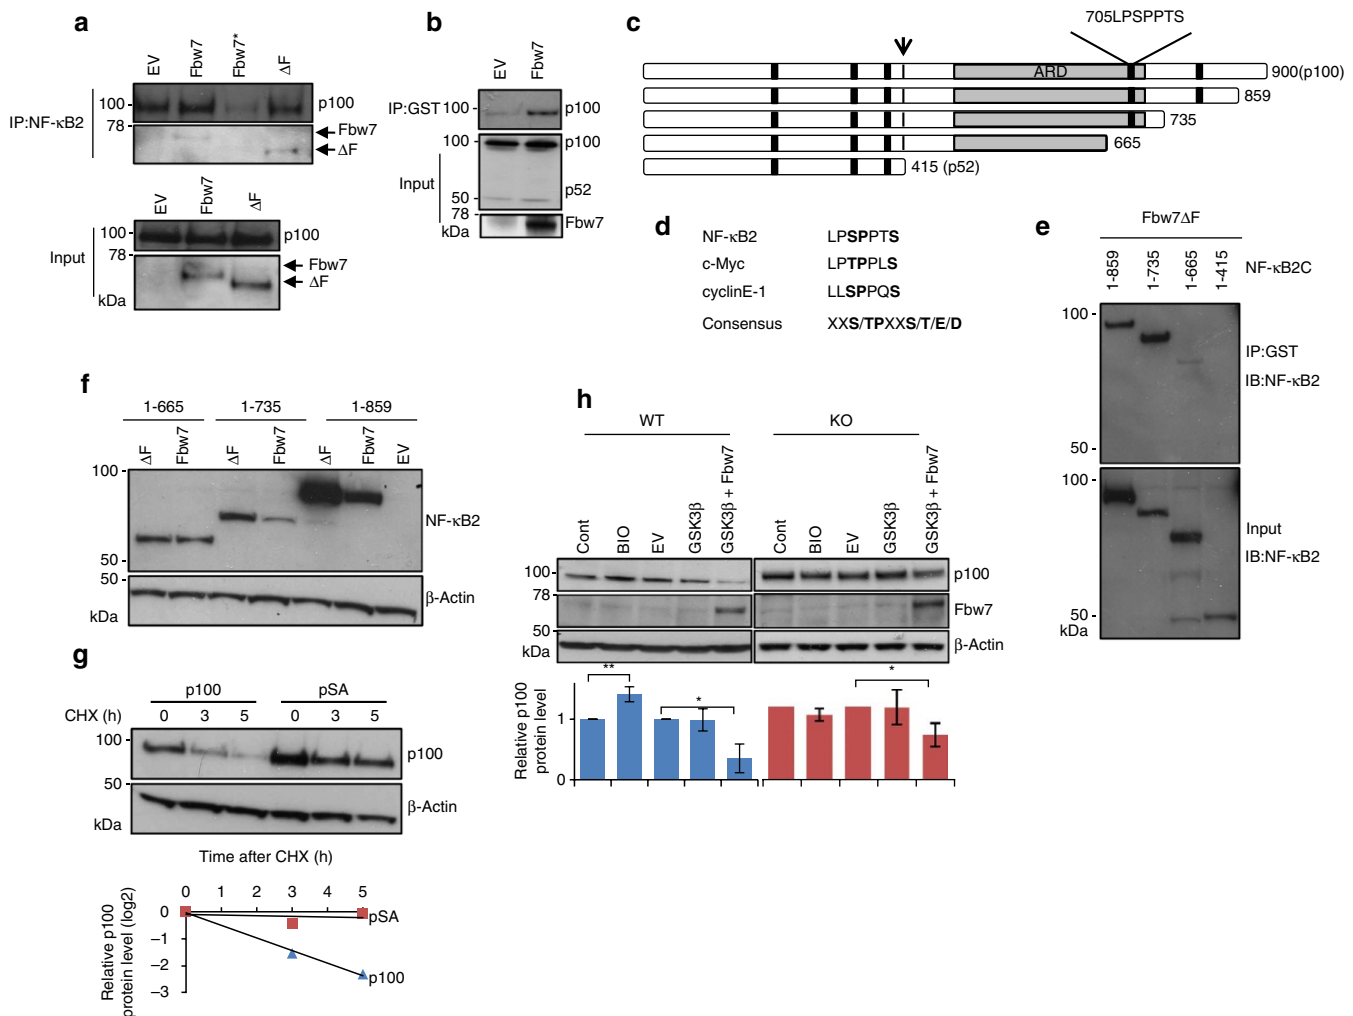 a
EV
Fbw7
Fbw7*
ΔF
IP:NF-κB2
100
78
p100
Fbw7
ΔF
EV
Fbw7
ΔF
Input
100
78
kDa
p100
Fbw7
ΔF
b
EV
Fbw7
IP:GST
100
p100
Input
p100
50
p52
78
kDa
Fbw7
c
705LPSPPTS
ARD
900(p100)
859
735
665
415 (p52)
d
NF-κB2 LPSPPTS
c-Myc LPTPPLS
cyclinE-1 LLSPPQS
Consensus XXS/TPXXS/T/E/D
e
Fbw7ΔF
1-859
1-735
1-665
1-415
NF-κB2C
100
50
IP:GST
IB:NF-κB2
100
50
kDa
Input
IB:NF-κB2
f
1-665 1-735 1-859
ΔF
Fbw7
ΔF
Fbw7
ΔF
Fbw7
EV
100
50
NF-κB2
50
kDa
β-Actin
g
p100 pSA
CHX (h) 0 3 5 0 3 5
100
p100
50
kDa
β-Actin
Time after CHX (h)
0 1 2 3 4 5
Relative p100
protein level (log2)
0
–1
–2
–3
pSA
p100
h
WT KO
Cont
BIO
EV
GSK3β
GSK3β + Fbw7
Cont
BIO
EV
GSK3β
GSK3β + Fbw7
100
p100
78
Fbw7
50
kDa
β-Actin
Relative p100
protein level
1
0
**
*
*